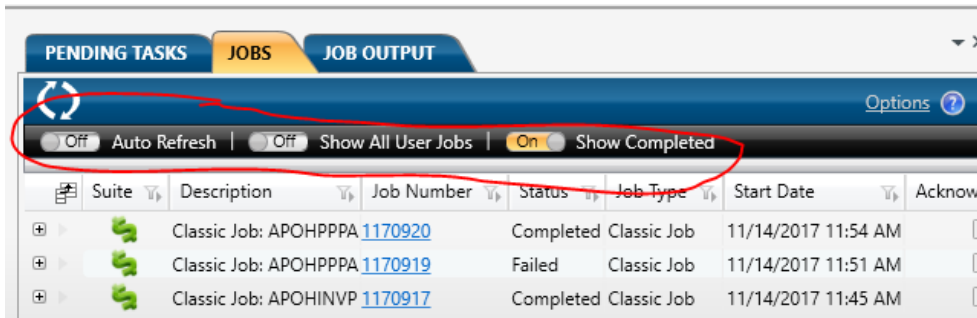 PENDING TASKS JOBS JOB OUTPUT
Options ?
Off Auto Refresh | Off Show All User Jobs | On Show Completed
Suite Description Job Number Status Job Type Start Date Acknow
Classic Job: APOHPPPA 1170920 Completed Classic Job 11/14/2017 11:54 AM
Classic Job: APOHPPPA 1170919 Failed Classic Job 11/14/2017 11:51 AM
Classic Job: APOHINVP 1170917 Completed Classic Job 11/14/2017 11:45 AM